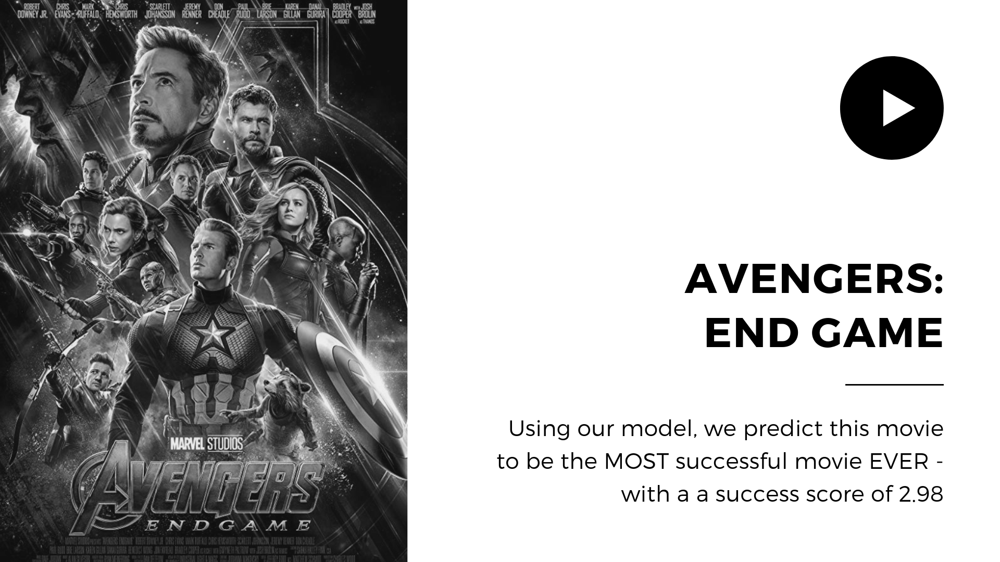 ROBERT DOWNEY JR. CHRIS EVANS MARK RUFFALO CHRIS HEMSWORTH SCARLETT JOHANSSON JEREMY RENNER DON CHEADLE PAUL RUDD BRIE LARSON KAREN GILLAN DANAI GURIRA BRADLEY COOPER AS ROCKET WITH JOSH BROLIN AS THANOS
MARVEL STUDIOS
AVENGERS
ENDGAME
AVENGERS:
END GAME
Using our model, we predict this movie
to be the MOST successful movie EVER -
with a a success score of 2.98